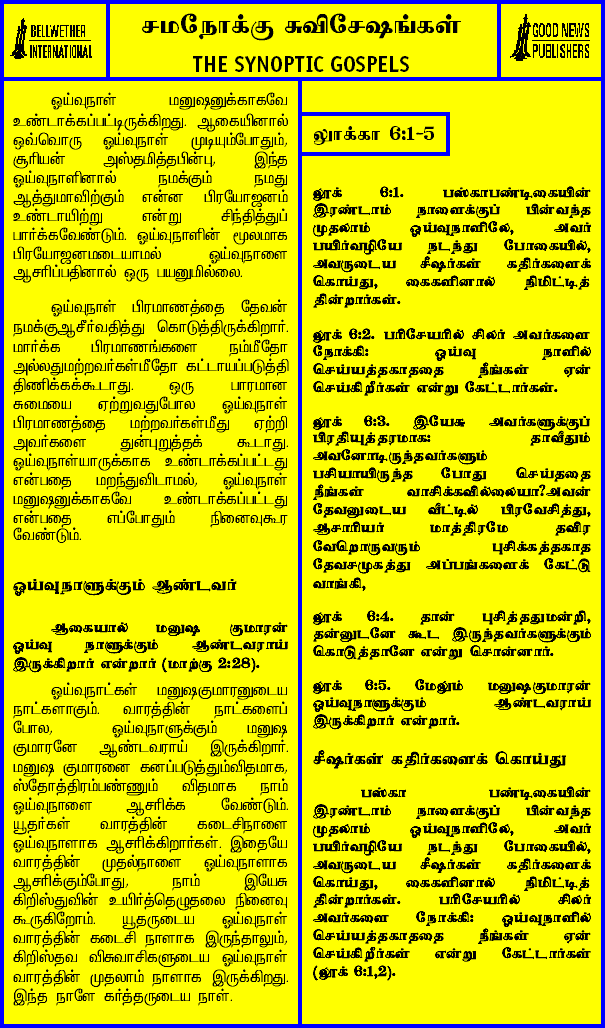 BELLWETHER
INTERNATIONAL
சமநோக்கு சுவிசேஷங்கள்
THE SYNOPTIC GOSPELS
GOOD NEWS
PUBLISHERS
ஓய்வுநாள் மனுஷனுக்காகவே
உண்டாக்கப்பட்டிருக்கிறது. ஆகையினால்
ஒவ்வொரு ஓய்வுநாள் முடியும்போதும்,
சூரியன் அஸ்தமித்தபின்பு, இந்த
ஓய்வுநாளினால் நமக்கும் நமது
ஆத்துமாவிற்கும் என்ன பிரயோஜனம்
உண்டாயிற்று என்று சிந்தித்துப்
பார்க்கவேண்டும். ஓய்வுநாளின் மூலமாக
பிரயோஜனமடையாமல் ஓய்வுநாளை
ஆசரிப்பதினால் ஒரு பயனுமில்லை.
ஓய்வுநாள் பிரமாணத்தை தேவன்
நமக்குஆசீர்வதித்து கொடுத்திருக்கிறார்.
மார்க்க பிரமாணங்களை நம்மீதோ
அல்லதுமற்றவர்கள்மீதோ கட்டாயப்படுத்தி
திணிக்கக்கூடாது. ஒரு பாரமான
சுமையை ஏற்றுவதுபோல ஓய்வுநாள்
பிரமாணத்தை மற்றவர்கள்மீது ஏற்றி
அவர்களை துன்புறுத்தக் கூடாது.
ஓய்வுநாள்யாருக்காக உண்டாக்கப்பட்டது
என்பதை மறந்துவிடாமல், ஓய்வுநாள்
மனுஷனுக்காகவே உண்டாக்கப்பட்டது
என்பதை எப்போதும் நினைவுகூர
வேண்டும்.
ஓய்வுநாளுக்கும் ஆண்டவர்
ஆகையால் மனுஷ குமாரன்
ஓய்வு நாளுக்கும் ஆண்டவராய்
இருக்கிறார் என்றார் (மாற்கு 2:28).
ஓய்வுநாட்கள் மனுஷகுமாரனுடைய
நாட்களாகும். வாரத்தின் நாட்களைப்
போல, ஓய்வுநாளுக்கும் மனுஷ
குமாரனே ஆண்டவராய் இருக்கிறார்.
மனுஷ குமாரனை கனப்படுத்தும்விதமாக,
ஸ்தோத்திரம்பண்ணும் விதமாக நாம்
ஓய்வுநாளை ஆசரிக்க வேண்டும்.
யூதர்கள் வாரத்தின் கடைசிநாளை
ஓய்வுநாளாக ஆசரிக்கிறார்கள். இதையே
வாரத்தின் முதல்நாளை ஓய்வுநாளாக
ஆசரிக்கும்போது, நாம் இயேசு
கிறிஸ்துவின் உயிர்த்தெழுதலை நினைவு
கூருகிறோம். யூதருடைய ஓய்வுநாள்
வாரத்தின் கடைசி நாளாக இருந்தாலும்,
கிறிஸ்தவ விசுவாசிகளுடைய ஓய்வுநாள்
வாரத்தின் முதலாம் நாளாக இருக்கிறது.
இந்த நாளே கர்த்தருடைய நாள்.
லூக்கா 6:1-5
லூக் 6:1. பஸ்காபண்டிகையின்
இரண்டாம் நாளைக்குப் பின்வந்த
முதலாம் ஓய்வுநாளிலே, அவர்
பயிர்வழியே நடந்து போகையில்,
அவருடைய சீஷர்கள் கதிர்களைக்
கொய்து, கைகளினால் நிமிட்டித்
தின்றார்கள்.
லூக் 6:2. பரிசேயரில் சிலர் அவர்களை
நோக்கி: ஓய்வு நாளில்
செய்யத்தகாததை நீங்கள் ஏன்
செய்கிறீர்கள் என்று கேட்டார்கள்.
லூக் 6:3. இயேசு அவர்களுக்குப்
பிரதியுத்தரமாக: தாவீதும்
அவனோடிருந்தவர்களும்
பசியாயிருந்த போது செய்ததை
நீங்கள் வாசிக்கவில்லையா?அவன்
தேவனுடைய வீட்டில் பிரவேசித்து,
ஆசாரியர் மாத்திரமே தவிர
வேறொருவரும் புசிக்கத்தகாத
தேவசமுகத்து அப்பங்களைக் கேட்டு
வாங்கி,
லூக் 6:4. தான் புசித்ததுமன்றி,
தன்னுடனே கூட இருந்தவர்களுக்கும்
கொடுத்தானே என்று சொன்னார்.
லூக் 6:5. மேலும் மனுஷகுமாரன்
ஓய்வுநாளுக்கும் ஆண்டவராய்
இருக்கிறார் என்றார்.
சீஷர்கள் கதிர்களைக் கொய்து
பஸ்கா பண்டிகையின்
இரண்டாம் நாளைக்குப் பின்வந்த
முதலாம் ஓய்வுநாளிலே, அவர்
பயிர்வழியே நடந்து போகையில்,
அவருடைய சீஷர்கள் கதிர்களைக்
கொய்து, கைகளினால் நிமிட்டித்
தின்றார்கள். பரிசேயரில் சிலர்
அவர்களை நோக்கி: ஓய்வுநாளில்
செய்யத்தகாததை நீங்கள் ஏன்
செய்கிறீர்கள் என்று கேட்டார்கள்
(லூக் 6:1,2).